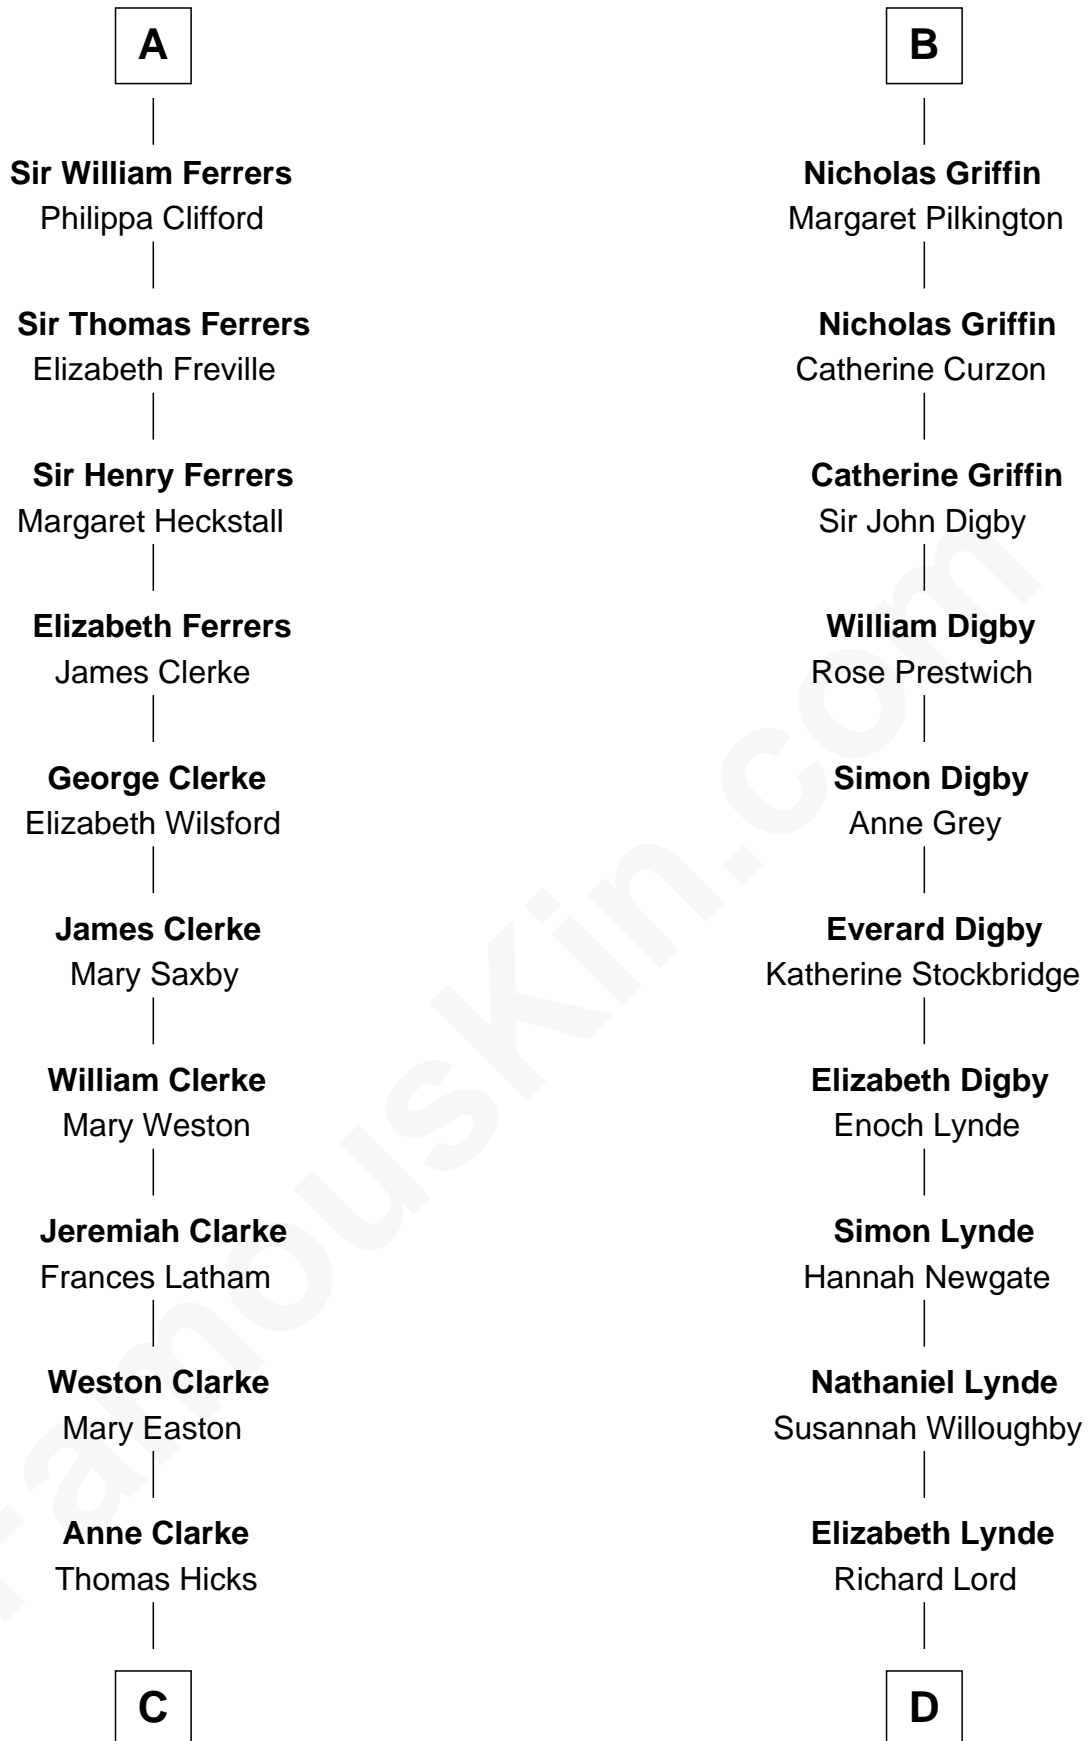 A
Sir William Ferrers
Philippa Clifford
Sir Thomas Ferrers
Elizabeth Freville
Sir Henry Ferrers
Margaret Heckstall
Elizabeth Ferrers
James Clerke
George Clerke
Elizabeth Wilsford
James Clerke
Mary Saxby
William Clerke
Mary Weston
Jeremiah Clarke
Frances Latham
Weston Clarke
Mary Easton
Anne Clarke
Thomas Hicks
C
B
Nicholas Griffin
Margaret Pilkington
Nicholas Griffin
Catherine Curzon
Catherine Griffin
Sir John Digby
William Digby
Rose Prestwich
Simon Digby
Anne Grey
Everard Digby
Katherine Stockbridge
Elizabeth Digby
Enoch Lynde
Simon Lynde
Hannah Newgate
Nathaniel Lynde
Susannah Willoughby
Elizabeth Lynde
Richard Lord
D
FamousKin.com